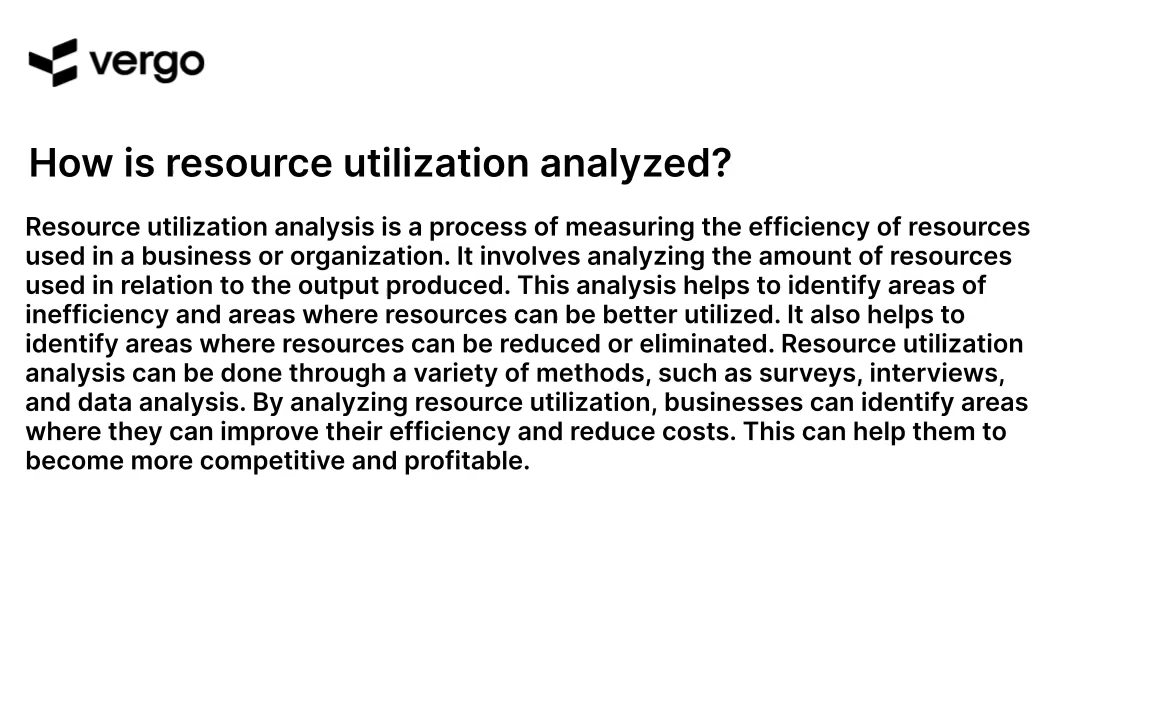 vergo
How is resource utilization analyzed?
Resource utilization analysis is a process of measuring the efficiency of resources
used in a business or organization. It involves analyzing the amount of resources
used in relation to the output produced. This analysis helps to identify areas of
inefficiency and areas where resources can be better utilized. It also helps to
identify areas where resources can be reduced or eliminated. Resource utilization
analysis can be done through a variety of methods, such as surveys, interviews,
and data analysis. By analyzing resource utilization, businesses can identify areas
where they can improve their efficiency and reduce costs. This can help them to
become more competitive and profitable.